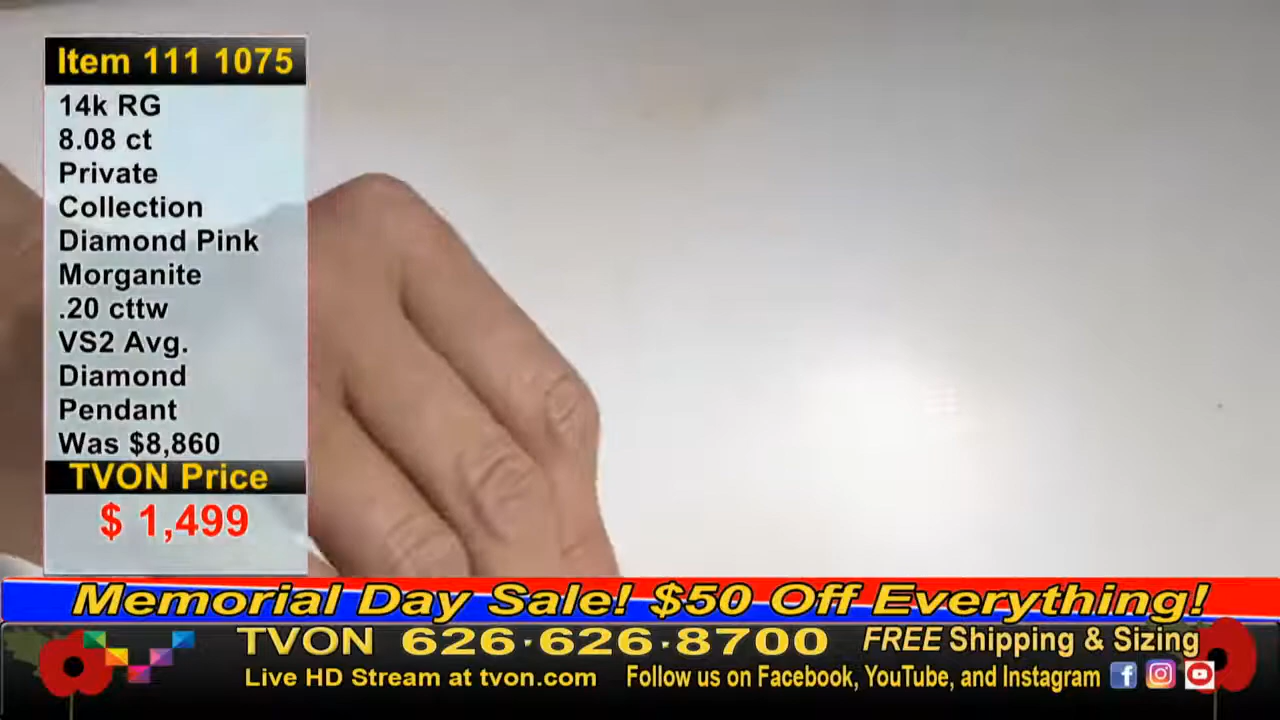 Item 111 1075
14k RG
8.08 ct
Private
Collection
Diamond Pink
Morganite
.20 cttw
VS2 Avg.
Diamond
Pendant
Was $8,860
TVON Price
$ 1,499
Memorial Day Sale! $50 Off Everything!
TVON 626·626·8700 FREE Shipping & Sizing
Live HD Stream at tvon.com Follow us on Facebook, YouTube, and Instagram